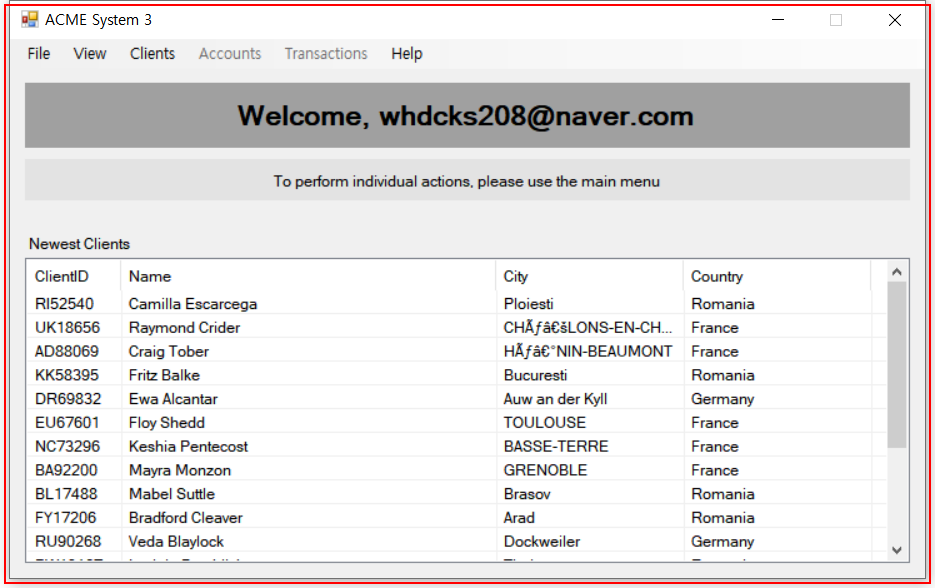 ACME System 3
File View Clients Accounts Transactions Help
Welcome, whdcks208@naver.com
To perform individual actions, please use the main menu
Newest Clients
ClientID Name City Country
RI52540 Camilla Escarcega Ploiesti Romania
UK18656 Raymond Crider CHÃƒâ€šLONS-EN-CH... France
AD88069 Craig Tober HÃƒâ€°NIN-BEAUMONT France
KK58395 Fritz Balke Bucuresti Romania
DR69832 Ewa Alcantar Auw an der Kyll Germany
EU67601 Floy Shedd TOULOUSE France
NC73296 Keshia Pentecost BASSE-TERRE France
BA92200 Mayra Monzon GRENOBLE France
BL17488 Mabel Suttle Brasov Romania
FY17206 Bradford Cleaver Arad Romania
RU90268 Veda Blaylock Dockweiler Germany